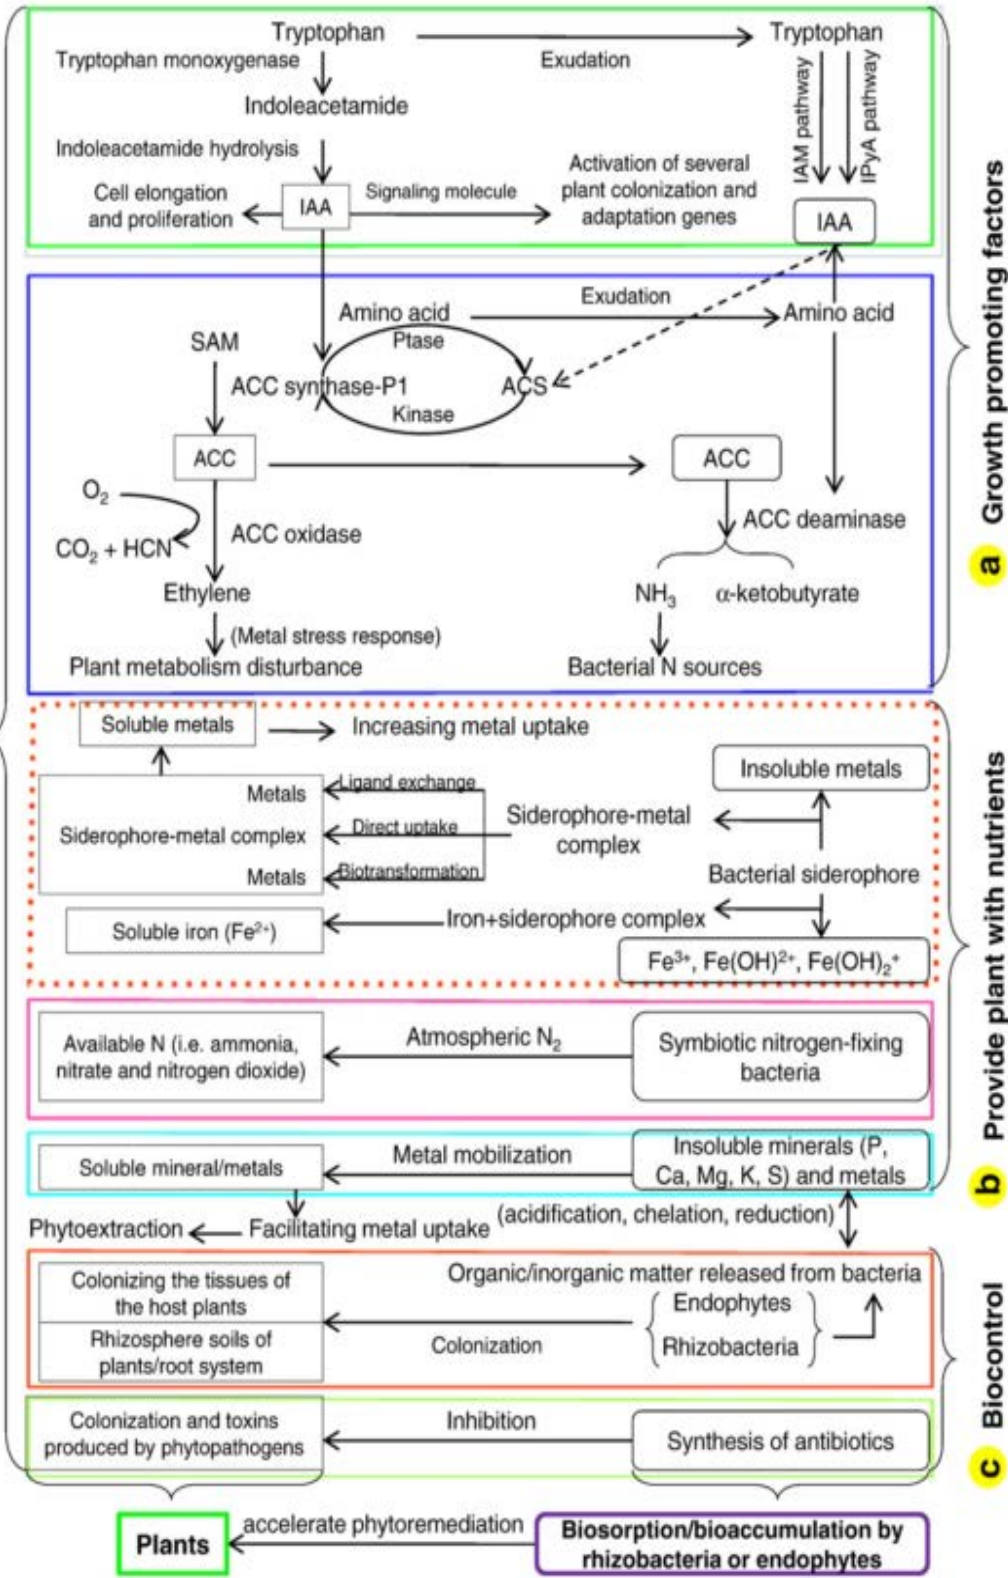 Tryptophan
Exudation
Tryptophan
Tryptophan monoxygenase
Indoleacetamide
IAM pathway
IPyA pathway
Indoleacetamide hydrolysis
Cell elongation
and proliferation
IAA
Signaling molecule
Activation of several
plant colonization and
adaptation genes
IAA
Amino acid
Exudation
Amino acid
SAM
Ptase
ACC synthase-P1
ACS
Kinase
ACC
ACC
O₂
CO₂ + HCN
ACC oxidase
ACC deaminase
Ethylene
NH₃
α-ketobutyrate
(Metal stress response)
Plant metabolism disturbance
Bacterial N sources
a Growth promoting factors
Soluble metals
Increasing metal uptake
Insoluble metals
Metals
Ligand exchange
Siderophore-metal complex
Direct uptake
Siderophore-metal
complex
Metals
Biotransformation
Bacterial siderophore
Soluble iron (Fe²⁺)
Iron+siderophore complex
Fe³⁺, Fe(OH)²⁺, Fe(OH)₂⁺
Available N (i.e. ammonia,
nitrate and nitrogen dioxide)
Atmospheric N₂
Symbiotic nitrogen-fixing
bacteria
Soluble mineral/metals
Metal mobilization
Insoluble minerals (P,
Ca, Mg, K, S) and metals
b Provide plant with nutrients
Phytoextraction
Facilitating metal uptake
(acidification, chelation, reduction)
Colonizing the tissues of
the host plants
Rhizosphere soils of
plants/root system
Organic/inorganic matter released from bacteria
Endophytes
Rhizobacteria
Colonization
Colonization and toxins
produced by phytopathogens
Inhibition
Synthesis of antibiotics
c Biocontrol
Plants
accelerate phytoremediation
Biosorption/bioaccumulation by
rhizobacteria or endophytes